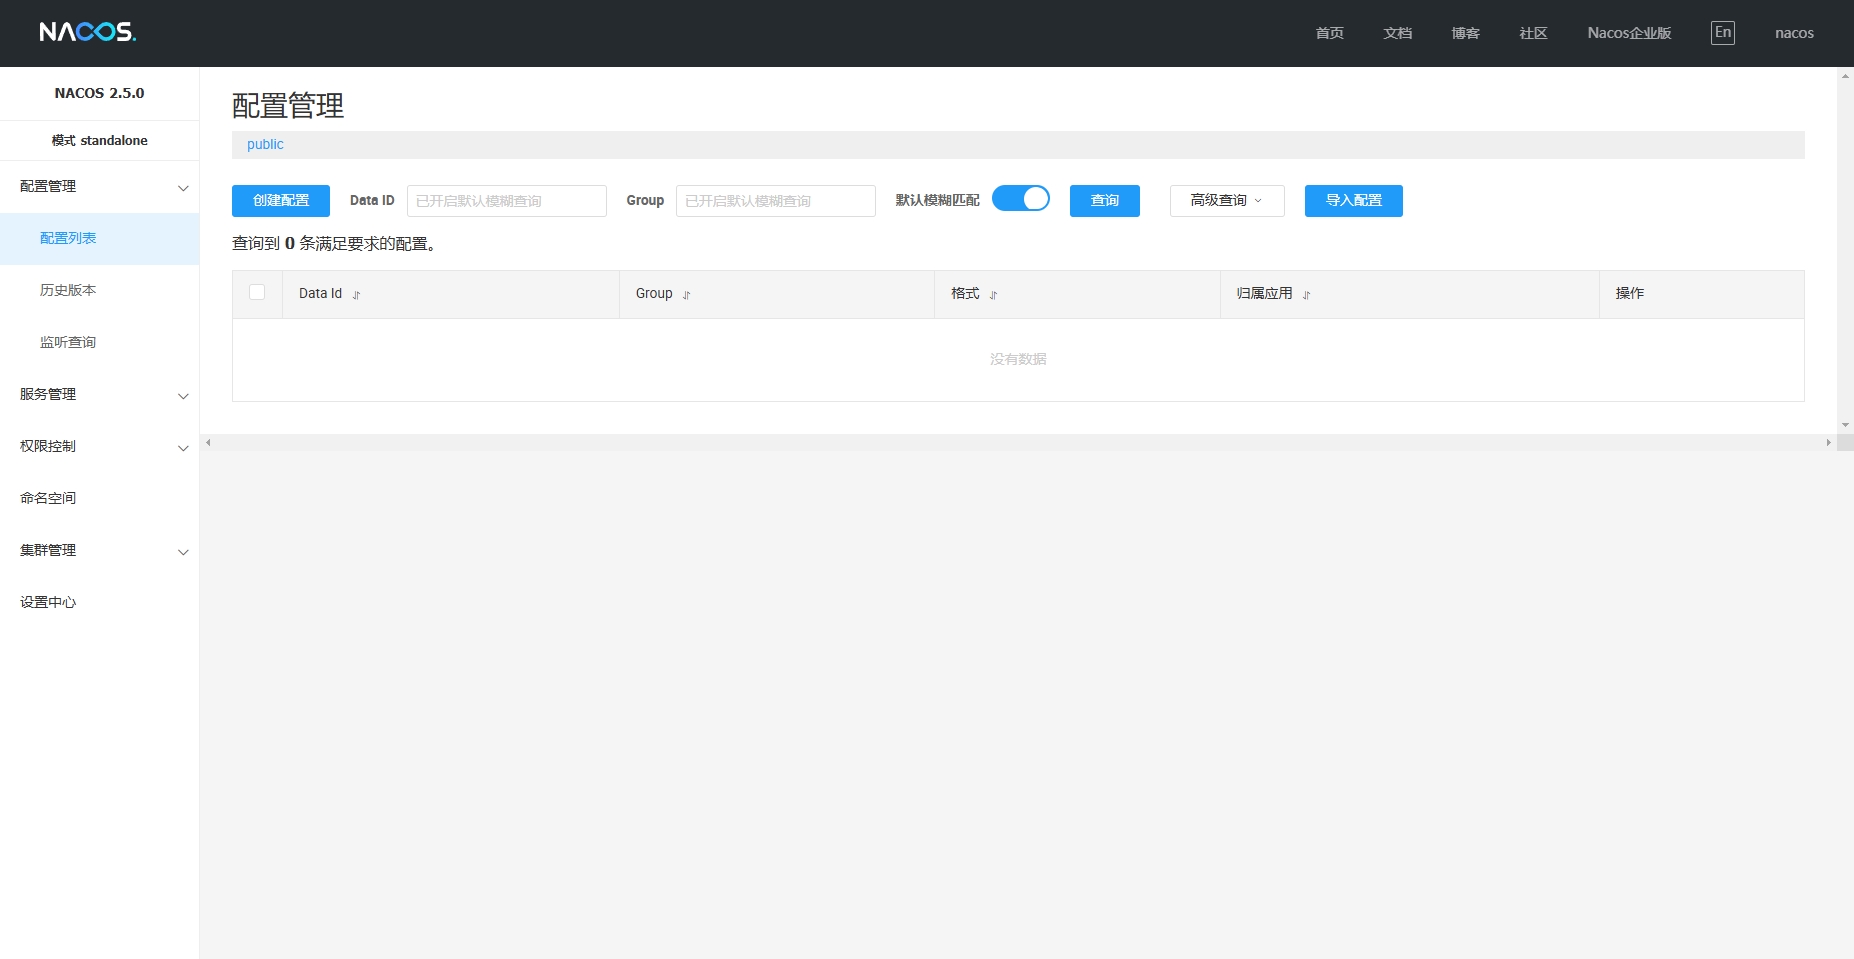 NACOS.
首页
文档
博客
社区
Nacos企业版
En
nacos
NACOS 2.5.0
模式 standalone
配置管理
配置列表
历史版本
监听查询
服务管理
权限控制
命名空间
集群管理
设置中心
配置管理
public
创建配置
Data ID
已开启默认模糊查询
Group
已开启默认模糊查询
默认模糊匹配
查询
高级查询
导入配置
查询到 0 条满足要求的配置。
Data Id
Group
格式
归属应用
操作
没有数据